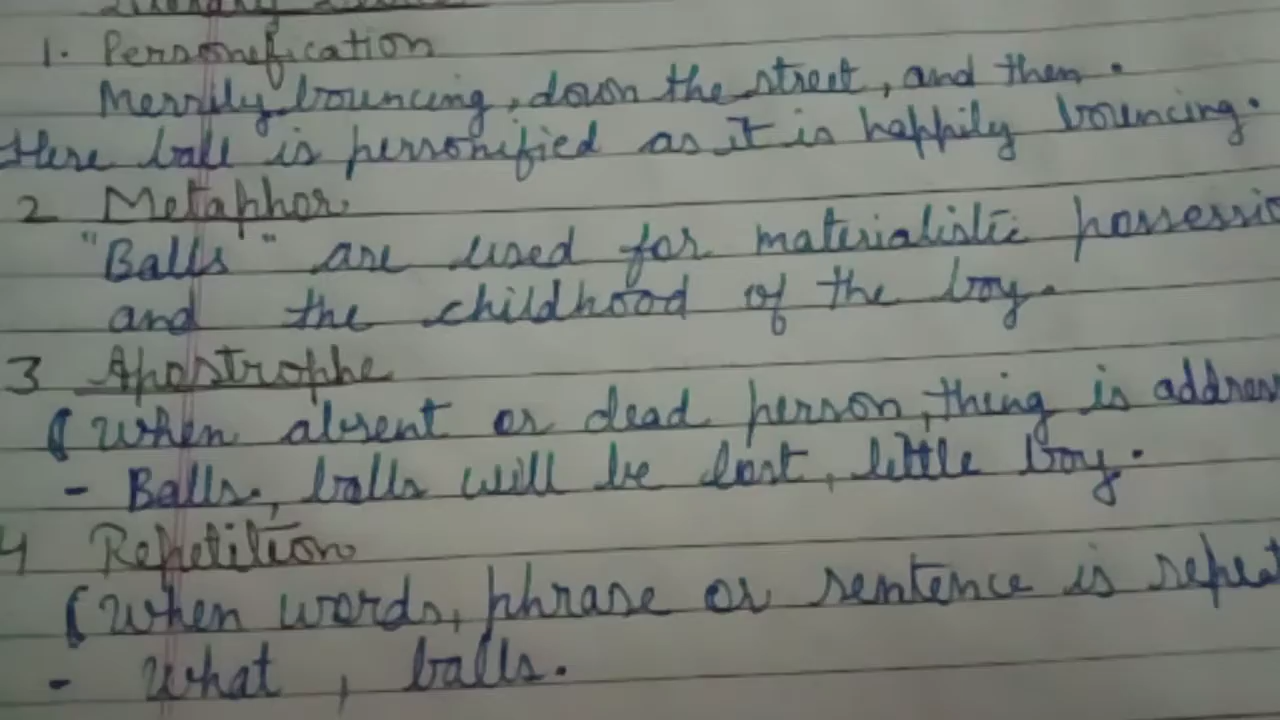 1. Personification
Merrily bouncing, down the street, and then.
Here ball is personified as it is happily bouncing.
2 Metaphor.
"Balls" are used for materialistic possessio
and the childhood of the boy.
3 Apostrophe
( When absent or dead person, thing is addres
- Balls, balls will be lost, little boy.
4 Repetition
( When words, phrase or sentence is repeat
- What, balls.